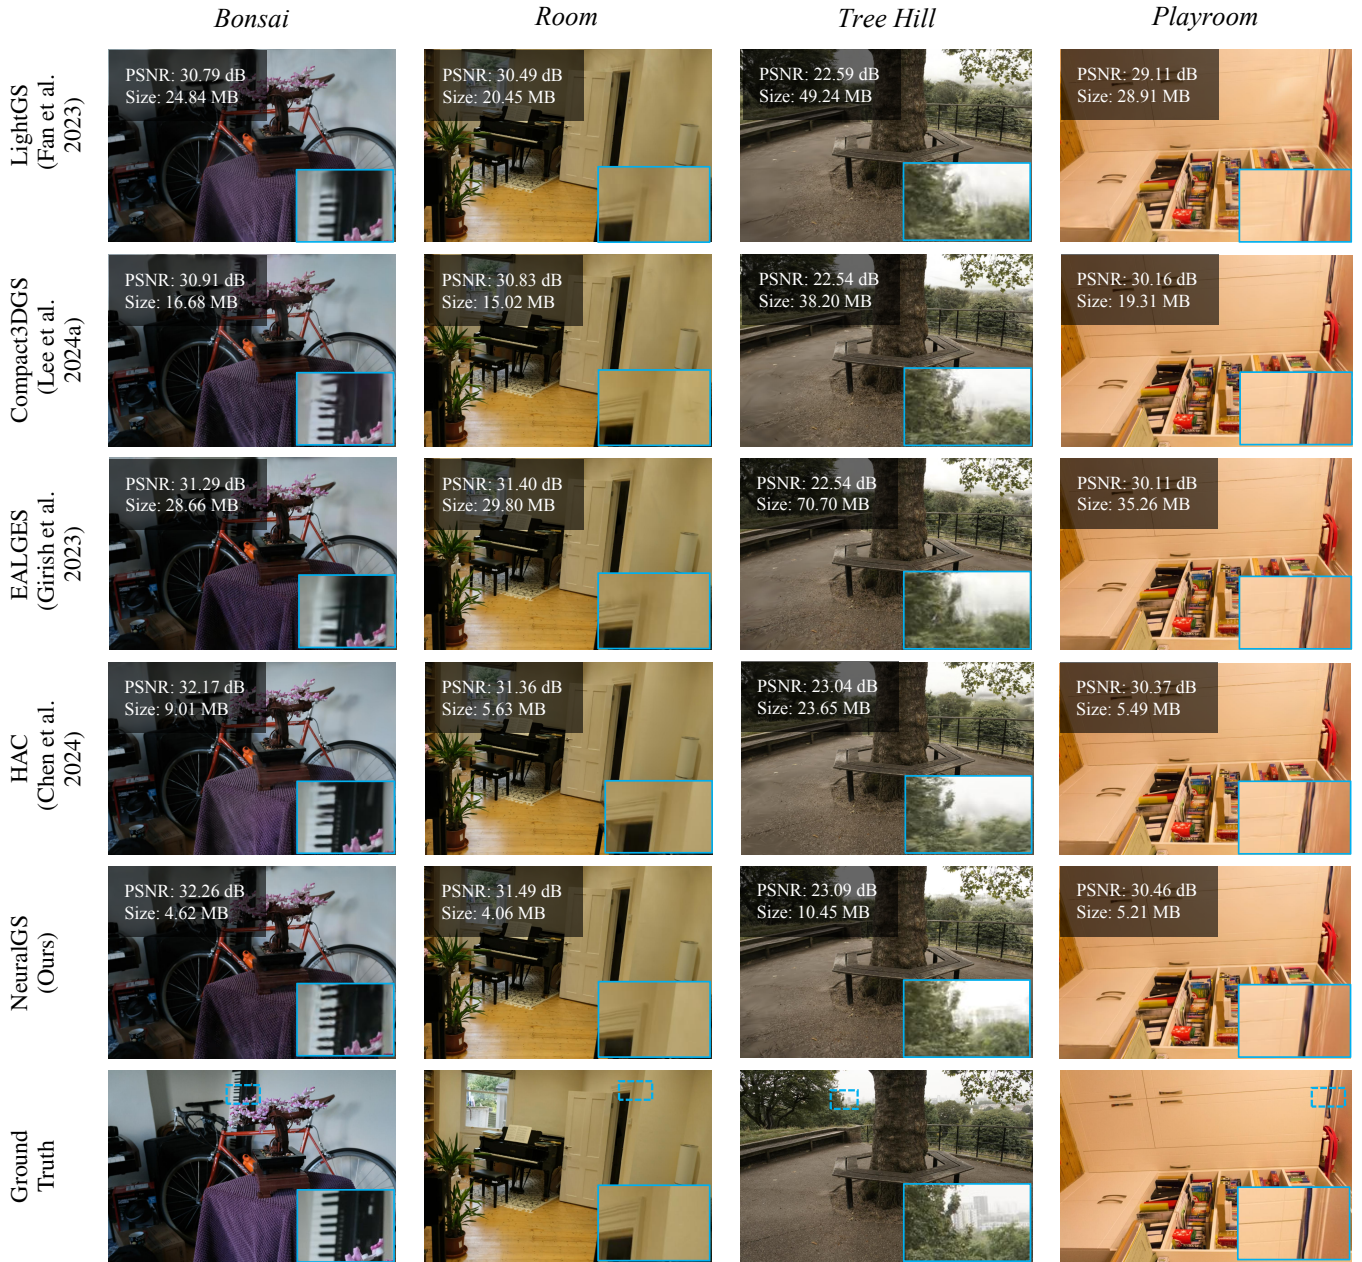 Bonsai
Room
Tree Hill
Playroom
LightGS
(Fan et al.
2023)
PSNR: 30.79 dB
Size: 24.84 MB
PSNR: 30.49 dB
Size: 20.45 MB
PSNR: 22.59 dB
Size: 49.24 MB
PSNR: 29.11 dB
Size: 28.91 MB
Compact3DGS
(Lee et al.
2024a)
PSNR: 30.91 dB
Size: 16.68 MB
PSNR: 30.83 dB
Size: 15.02 MB
PSNR: 22.54 dB
Size: 38.20 MB
PSNR: 30.16 dB
Size: 19.31 MB
EALGES
(Girish et al.
2023)
PSNR: 31.29 dB
Size: 28.66 MB
PSNR: 31.40 dB
Size: 29.80 MB
PSNR: 22.54 dB
Size: 70.70 MB
PSNR: 30.11 dB
Size: 35.26 MB
HAC
(Chen et al.
2024)
PSNR: 32.17 dB
Size: 9.01 MB
PSNR: 31.36 dB
Size: 5.63 MB
PSNR: 23.04 dB
Size: 23.65 MB
PSNR: 30.37 dB
Size: 5.49 MB
NeuralGS
(Ours)
PSNR: 32.26 dB
Size: 4.62 MB
PSNR: 31.49 dB
Size: 4.06 MB
PSNR: 23.09 dB
Size: 10.45 MB
PSNR: 30.46 dB
Size: 5.21 MB
Ground
Truth